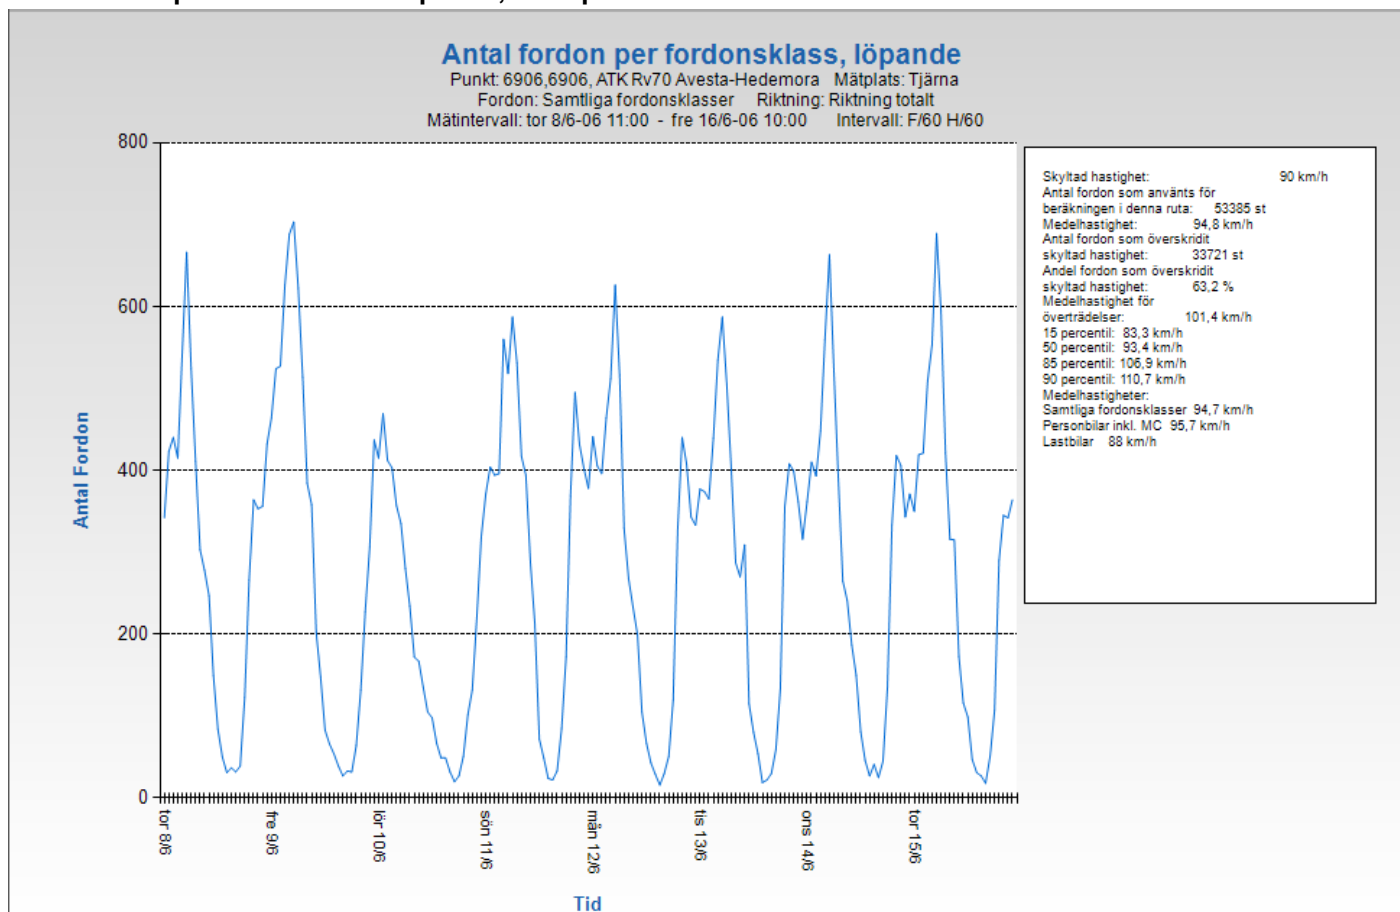 Antal fordon per fordonsklass, löpande
Punkt: 6906,6906, ATK Rv70 Avesta-Hedemora Mätplats: Tjärna
Fordon: Samtliga fordonsklasser Riktning: Riktning totalt
Mätintervall: tor 8/6-06 11:00 - fre 16/6-06 10:00 Intervall: F/60 H/60
Antal Fordon
800
600
400
200
0
tor 8/6
fre 9/6
lör 10/6
sön 11/6
mån 12/6
tis 13/6
ons 14/6
tor 15/6
Tid
Skyltad hastighet: 90 km/h
Antal fordon som använts för
beräkningen i denna ruta: 53385 st
Medelhastighet: 94,8 km/h
Antal fordon som överskridit
skyltad hastighet: 33721 st
Andel fordon som överskridit
skyltad hastighet: 63,2 %
Medelhastighet för
överträdelser: 101,4 km/h
15 percentil: 83,3 km/h
50 percentil: 93,4 km/h
85 percentil: 106,9 km/h
90 percentil: 110,7 km/h
Medelhastigheter:
Samtliga fordonsklasser 94,7 km/h
Personbilar inkl. MC 95,7 km/h
Lastbilar 88 km/h